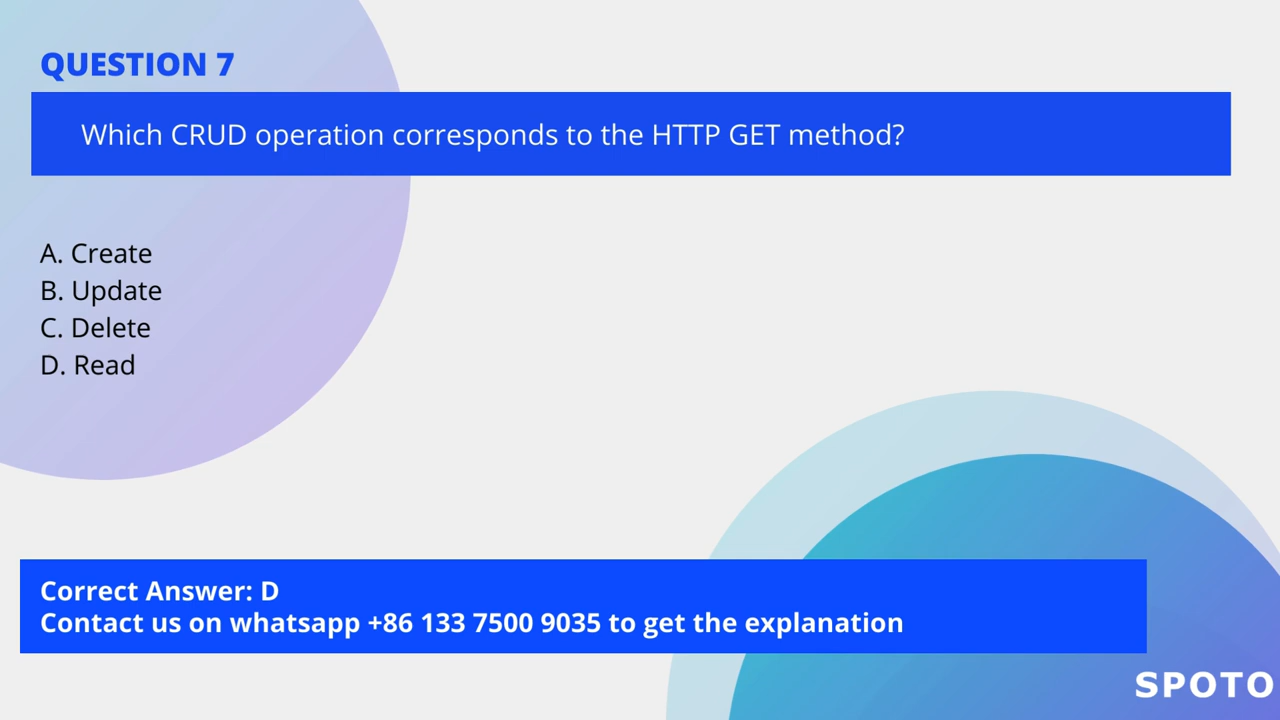 QUESTION 7
Which CRUD operation corresponds to the HTTP GET method?
A. Create
B. Update
C. Delete
D. Read
Correct Answer: D
Contact us on whatsapp +86 133 7500 9035 to get the explanation
SPOTO